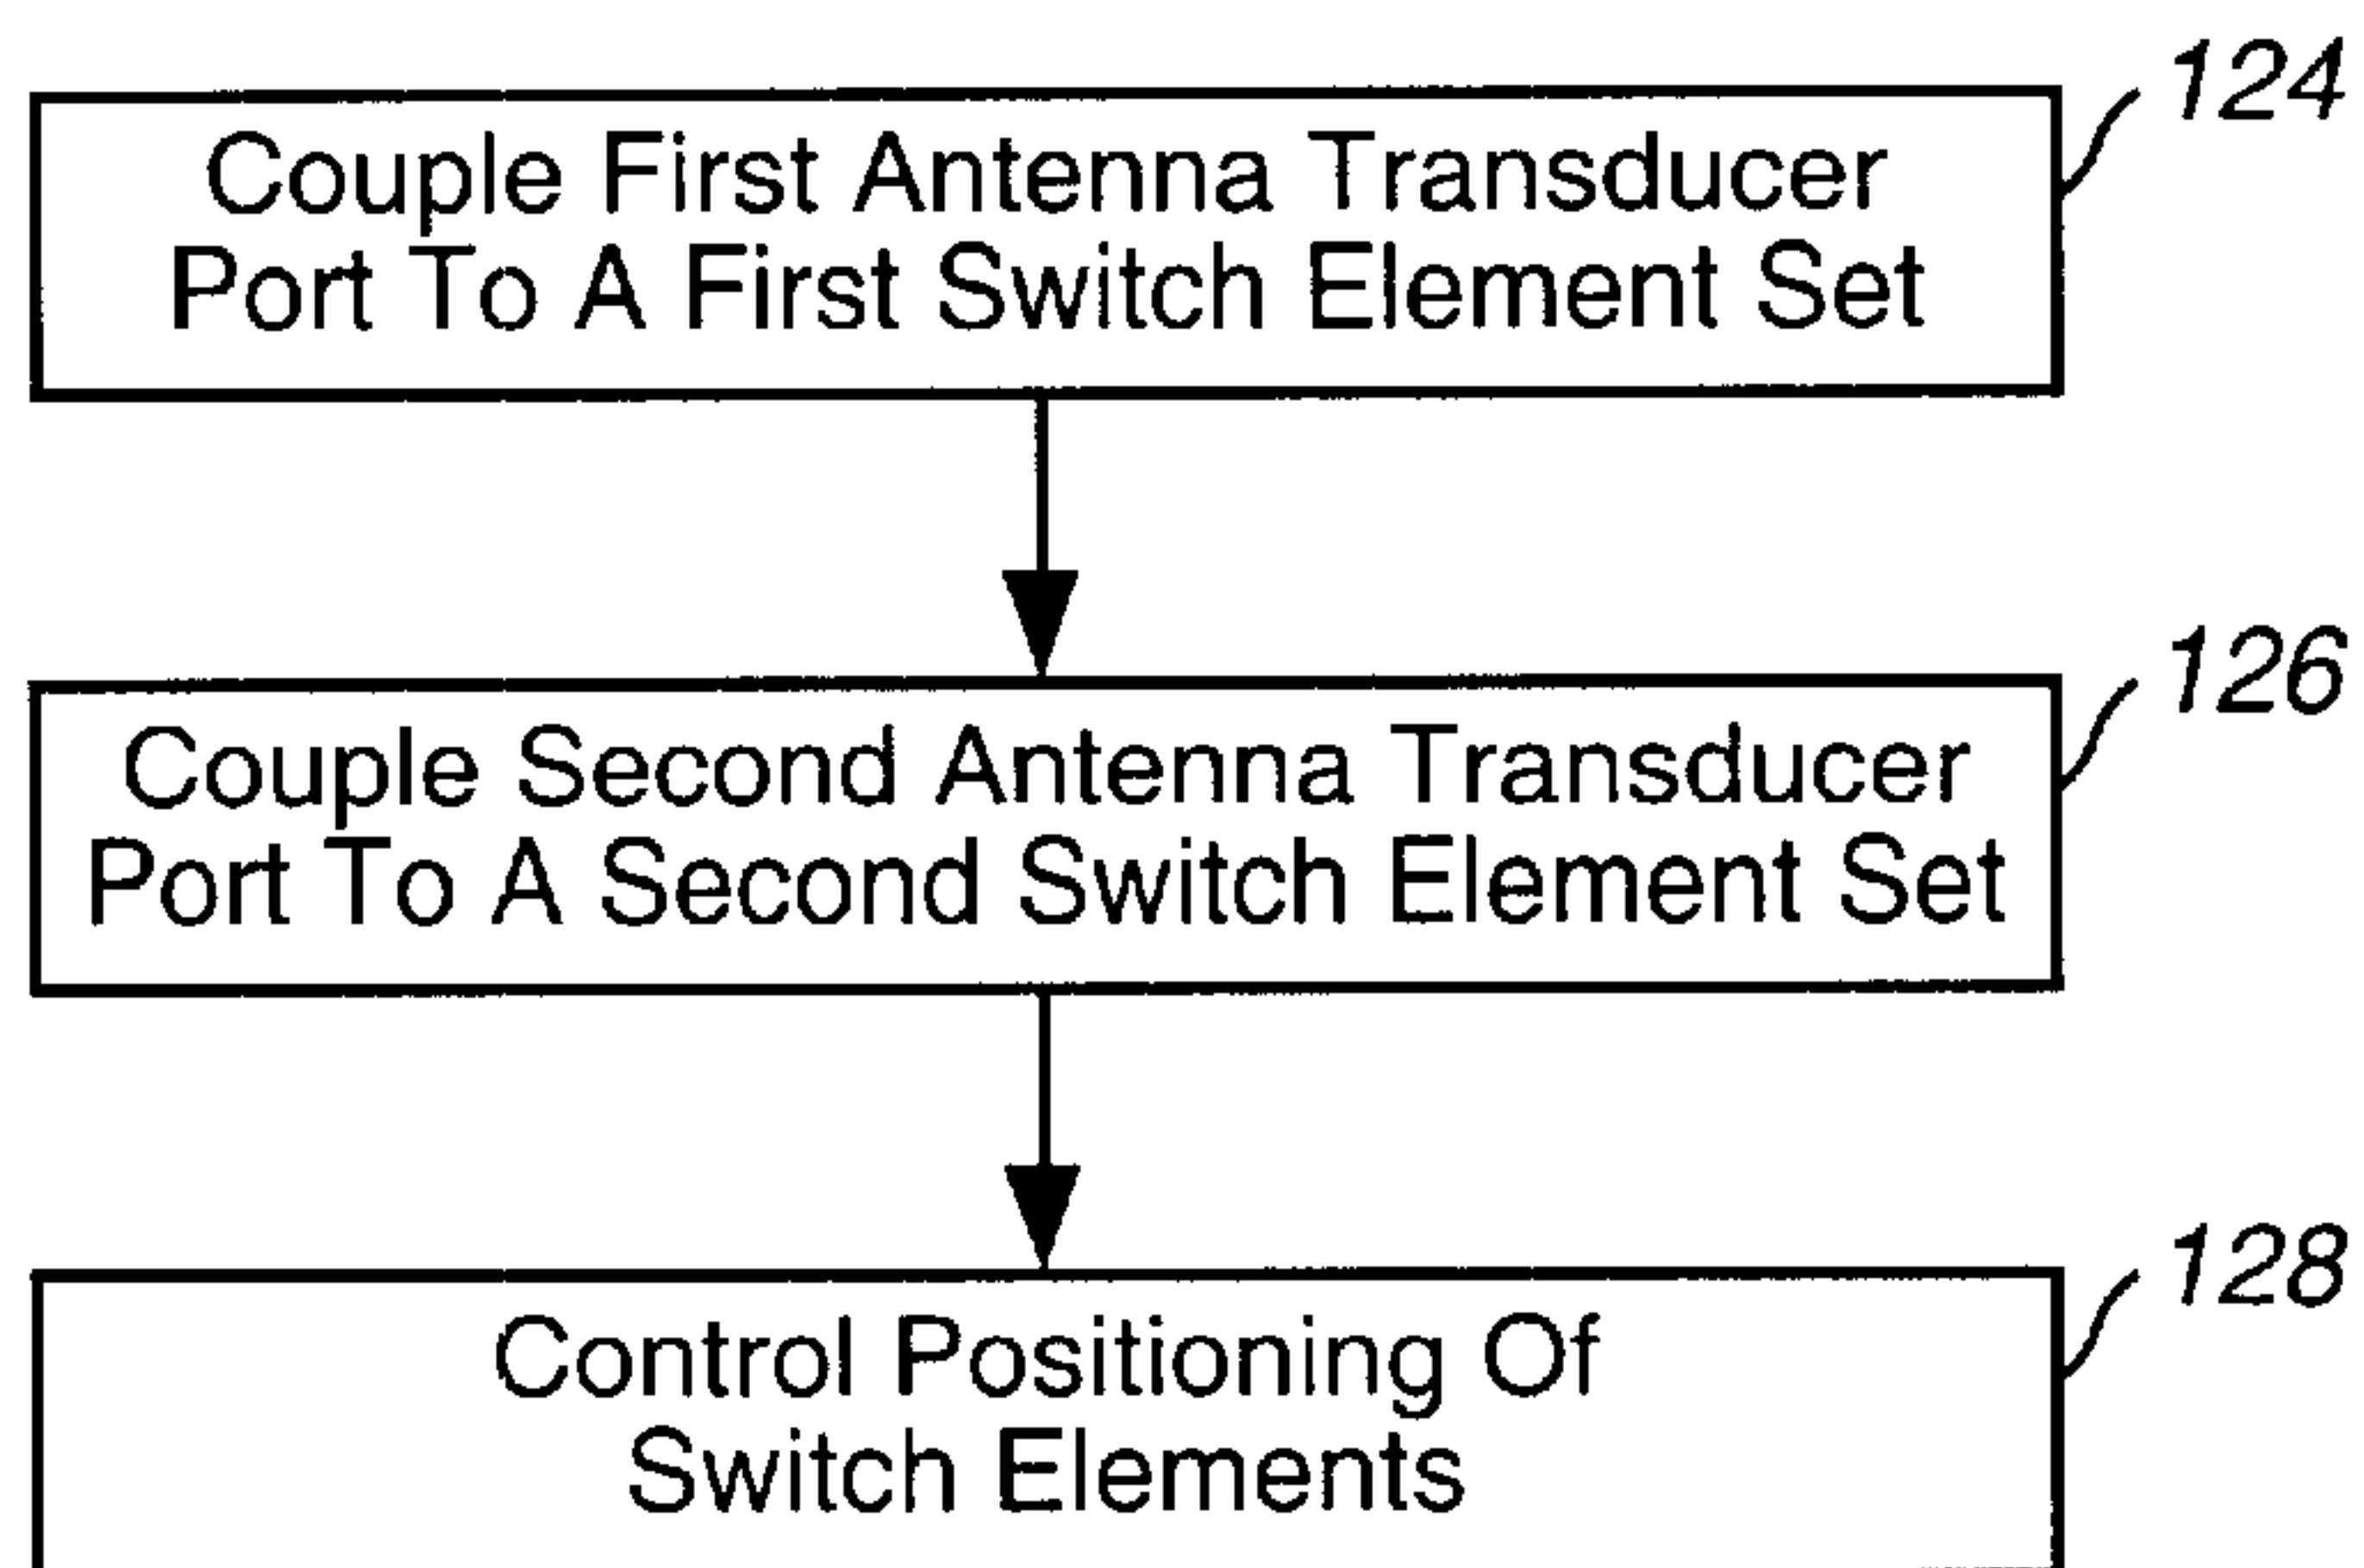 124
Couple First Antenna Transducer
Port To A First Switch Element Set
126
Couple Second Antenna Transducer
Port To A Second Switch Element Set
128
Control Positioning Of
Switch Elements